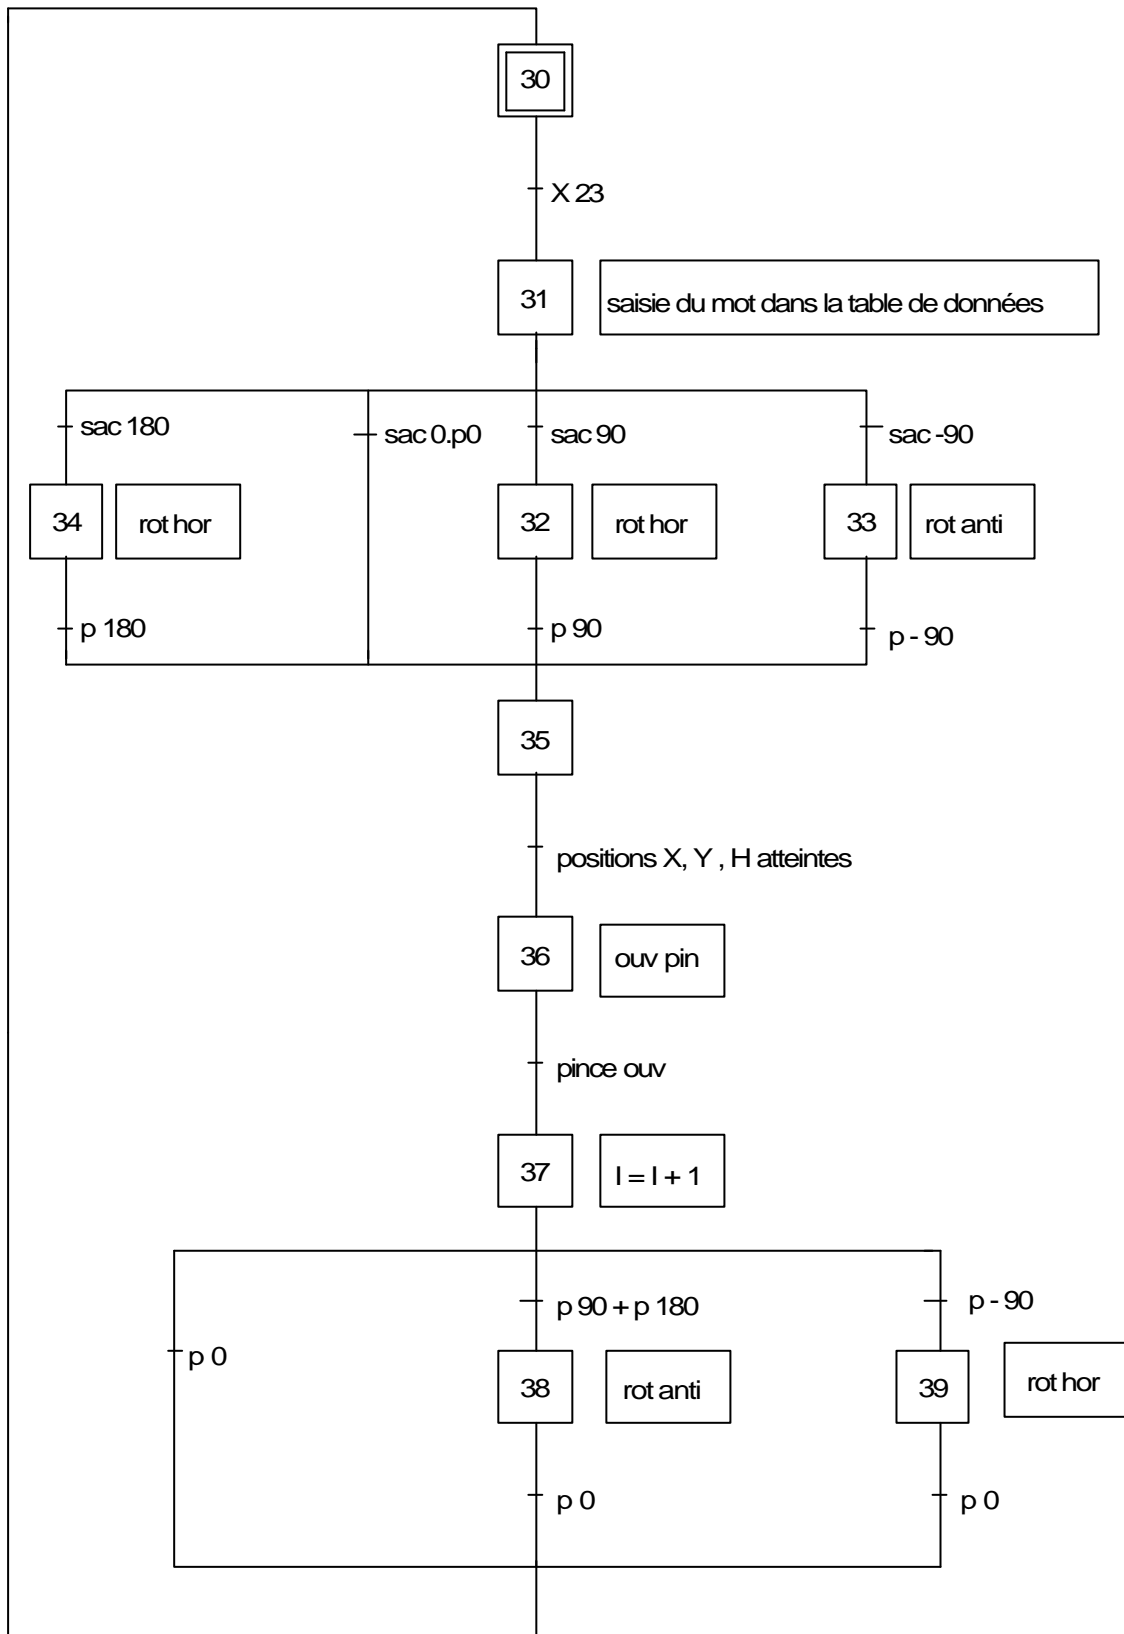 30
X 23
31
saisie du mot dans la table de données
sac 180
sac 0.p0
sac 90
sac -90
34
rot hor
32
rot hor
33
rot anti
p 180
p 90
p - 90
35
positions X, Y , H atteintes
36
ouv pin
pince ouv
37
I = I + 1
p 90 + p 180
p - 90
p 0
38
rot anti
39
rot hor
p 0
p 0